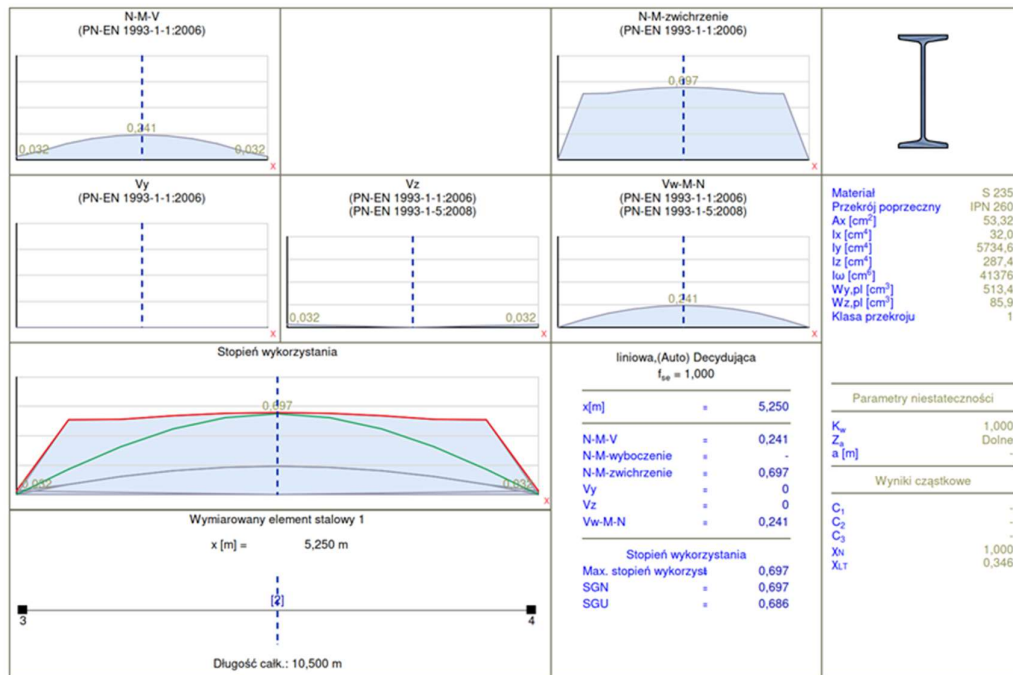 N-M-V
(PN-EN 1993-1-1:2006)
0,032
0,241
0,032
x
N-M-zwichrzenie
(PN-EN 1993-1-1:2006)
0,697
x
Vy
(PN-EN 1993-1-1:2006)
x
Vz
(PN-EN 1993-1-1:2006)
(PN-EN 1993-1-5:2008)
0,032
0,032
x
Vw-M-N
(PN-EN 1993-1-1:2006)
(PN-EN 1993-1-5:2008)
0,241
x
Materiał S 235
Przekrój poprzeczny IPN 260
Ax [cm²] 53,32
Ix [cm⁴] 32,0
Iy [cm⁴] 5734,6
Iz [cm⁴] 287,4
Iω [cm⁶] 41376
Wy,pl [cm³] 513,4
Wz,pl [cm³] 85,9
Klasa przekroju 1
Stopień wykorzystania
0,032
0,697
0,032
x
liniowa,(Auto) Decydująca
fse = 1,000
x[m] = 5,250
N-M-V = 0,241
N-M-wyboczenie = -
N-M-zwichrzenie = 0,697
Vy = 0
Vz = 0
Vw-M-N = 0,241
Stopień wykorzystania
Max. stopień wykorzyst = 0,697
SGN = 0,697
SGU = 0,686
Parametry niestateczności
Kw 1,000
Za Dolne
a [m] -
Wyniki cząstkowe
C1 -
C2 -
C3 -
χN 1,000
χLT 0,346
Wymiarowany element stalowy 1
x [m] = 5,250 m
[2]
3
4
Długość całk.: 10,500 m